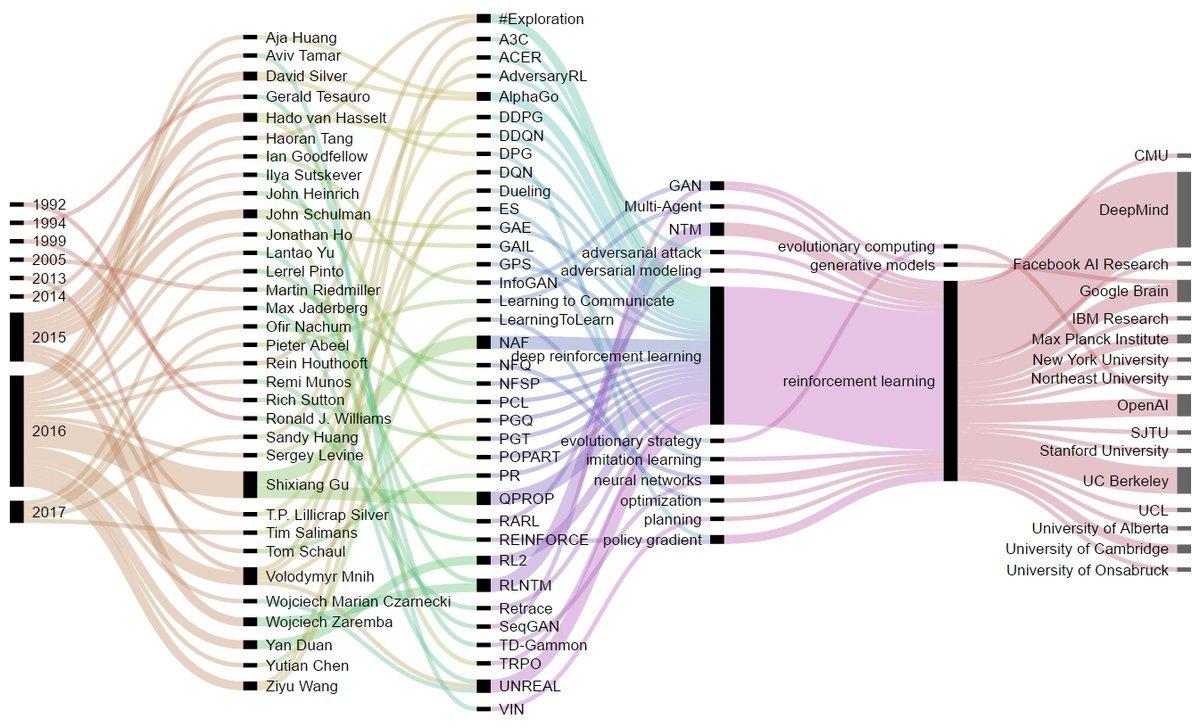 1992
1994
1999
2005
2013
2014
2015
2016
2017
Aja Huang
Aviv Tamar
David Silver
Gerald Tesauro
Hado van Hasselt
Haoran Tang
Ian Goodfellow
Ilya Sutskever
John Heinrich
John Schulman
Jonathan Ho
Lantao Yu
Lerrel Pinto
Martin Riedmiller
Max Jaderberg
Ofir Nachum
Pieter Abeel
Rein Houthooft
Remi Munos
Rich Sutton
Ronald J. Williams
Sandy Huang
Sergey Levine
Shixiang Gu
T.P. Lillicrap Silver
Tim Salimans
Tom Schaul
Volodymyr Mnih
Wojciech Marian Czarnecki
Wojciech Zaremba
Yan Duan
Yutian Chen
Ziyu Wang
#Exploration
A3C
ACER
AdversaryRL
AlphaGo
DDPG
DDQN
DPG
DQN
Dueling
ES
GAE
GAIL
GPS
InfoGAN
Learning to Communicate
LearningToLearn
NAF
NFQ
NFSP
PCL
PGQ
PGT
POPART
PR
QPROP
RARL
REINFORCE
RL2
RLNTM
Retrace
SeqGAN
TD-Gammon
TRPO
UNREAL
VIN
GAN
Multi-Agent
NTM
adversarial attack
adversarial modeling
deep reinforcement learning
evolutionary strategy
imitation learning
neural networks
optimization
planning
policy gradient
evolutionary computing
generative models
reinforcement learning
CMU
DeepMind
Facebook AI Research
Google Brain
IBM Research
Max Planck Institute
New York University
Northeast University
OpenAI
SJTU
Stanford University
UC Berkeley
UCL
University of Alberta
University of Cambridge
University of Onsabruck